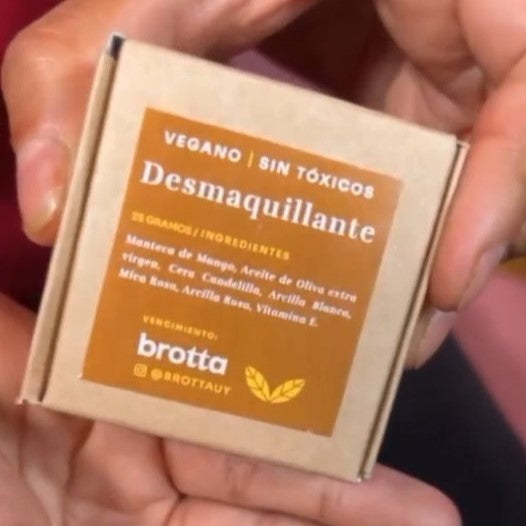 VEGANO | SIN TÓXICOS
Desmaquillante
25 GRAMOS / INGREDIENTES
Manteca de Mango, Aceite de Oliva extra
virgen, Cera Candelilla, Arcilla Blanca,
Mica Rosa, Arcilla Rosa, Vitamina E.
VENCIMIENTO:
brotta
@BROTTAUY